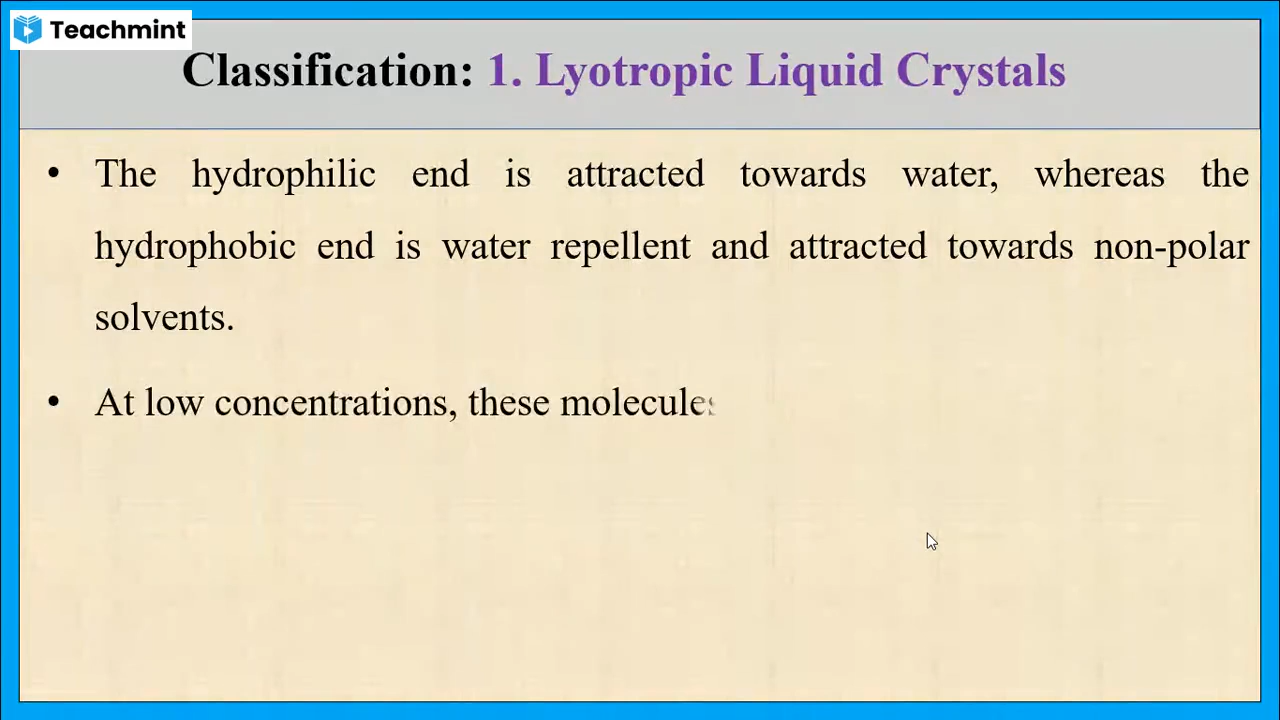 Teachmint
Classification: 1. Lyotropic Liquid Crystals
• The hydrophilic end is attracted towards water, whereas the
hydrophobic end is water repellent and attracted towards non-polar
solvents.
• At low concentrations, these molecules